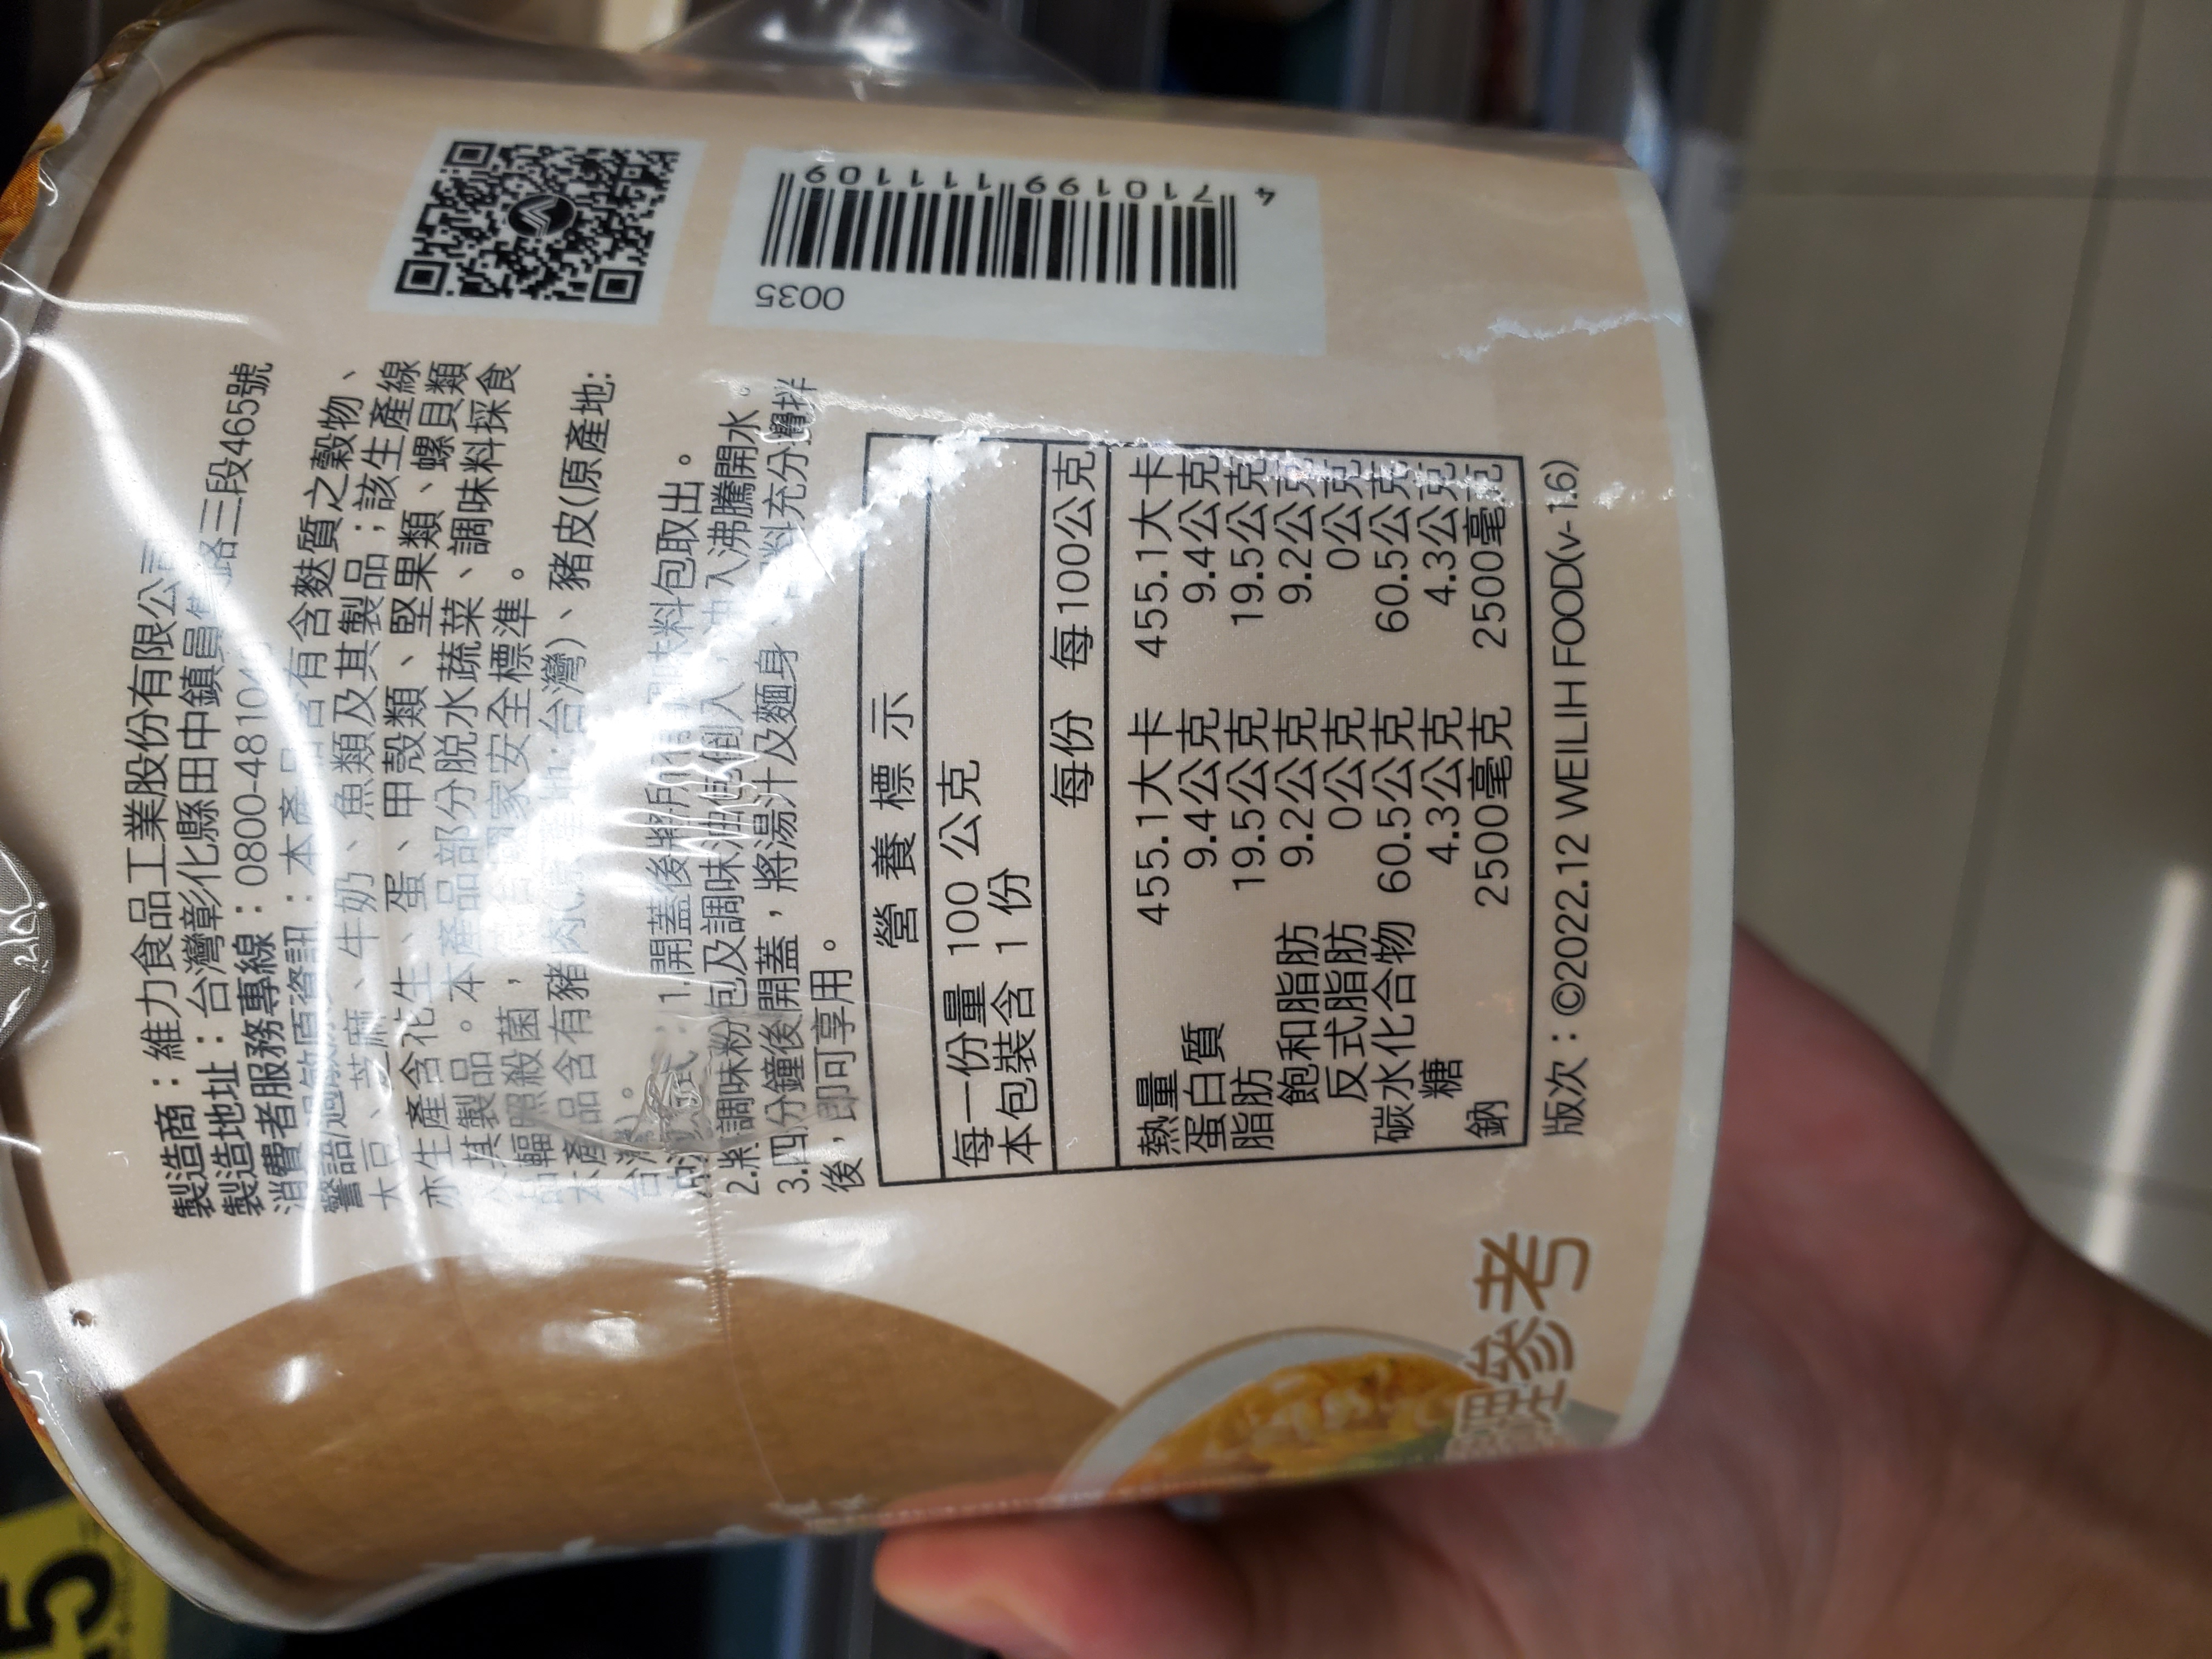 5
製造商：維力食品工業股份有限公司
製造地址：台灣彰化縣田中鎮員集路三段465號
消費者服務專線：0800-48104
警語/過敏原資訊：本產品含有含麩質之穀物、
大豆、芝麻、牛奶、魚類及其製品；該生產線
亦生產含花生、蛋、甲殼類、堅果類、螺貝類
及其製品。本產品部分脱水蔬菜、調味料採食
品輻照殺菌，符合國家安全標準。
本產品含有豬肉(原產地:台灣)、豬皮(原產地:
台灣)。
沖泡方式：1.開蓋後將所有調味料包取出。
2.將調味粉包及調味油包倒入，沖入沸騰開水。
3.四分鐘後開蓋，將湯汁及麵身、配料充分攪拌
後，即可享用。
營養標示
每一份量 100 公克
本包裝含 1 份
每份 每100公克
熱量 455.1大卡 455.1大卡
蛋白質 9.4公克 9.4公克
脂肪 19.5公克 19.5公克
飽和脂肪 9.2公克 9.2公克
反式脂肪 0公克 0公克
碳水化合物 60.5公克 60.5公克
糖 4.3公克 4.3公克
鈉 2500毫克 2500毫克
版次：©2022.12 WEILIH FOOD(v-1.6)
理參考
0035